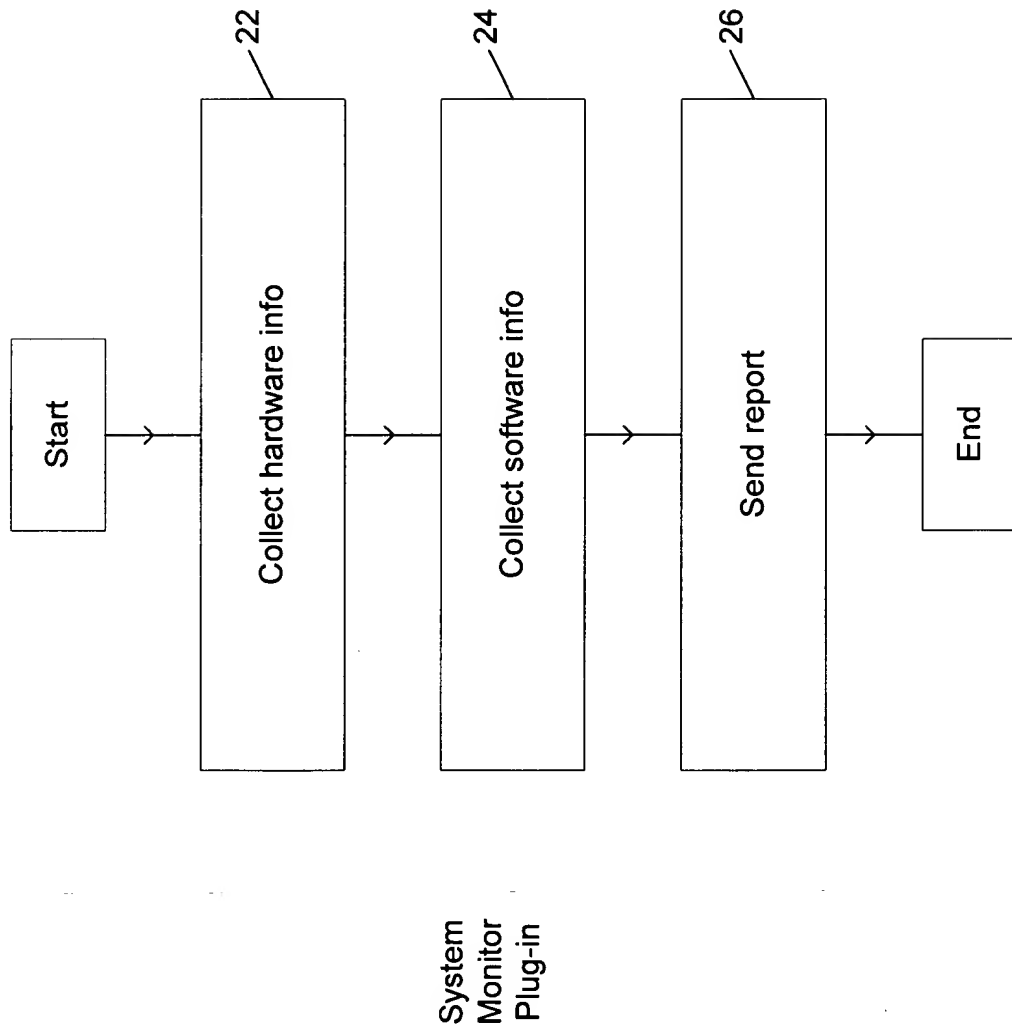 Start
Collect hardware info
22
Collect software info
24
Send report
26
End
System
Monitor
Plug-in